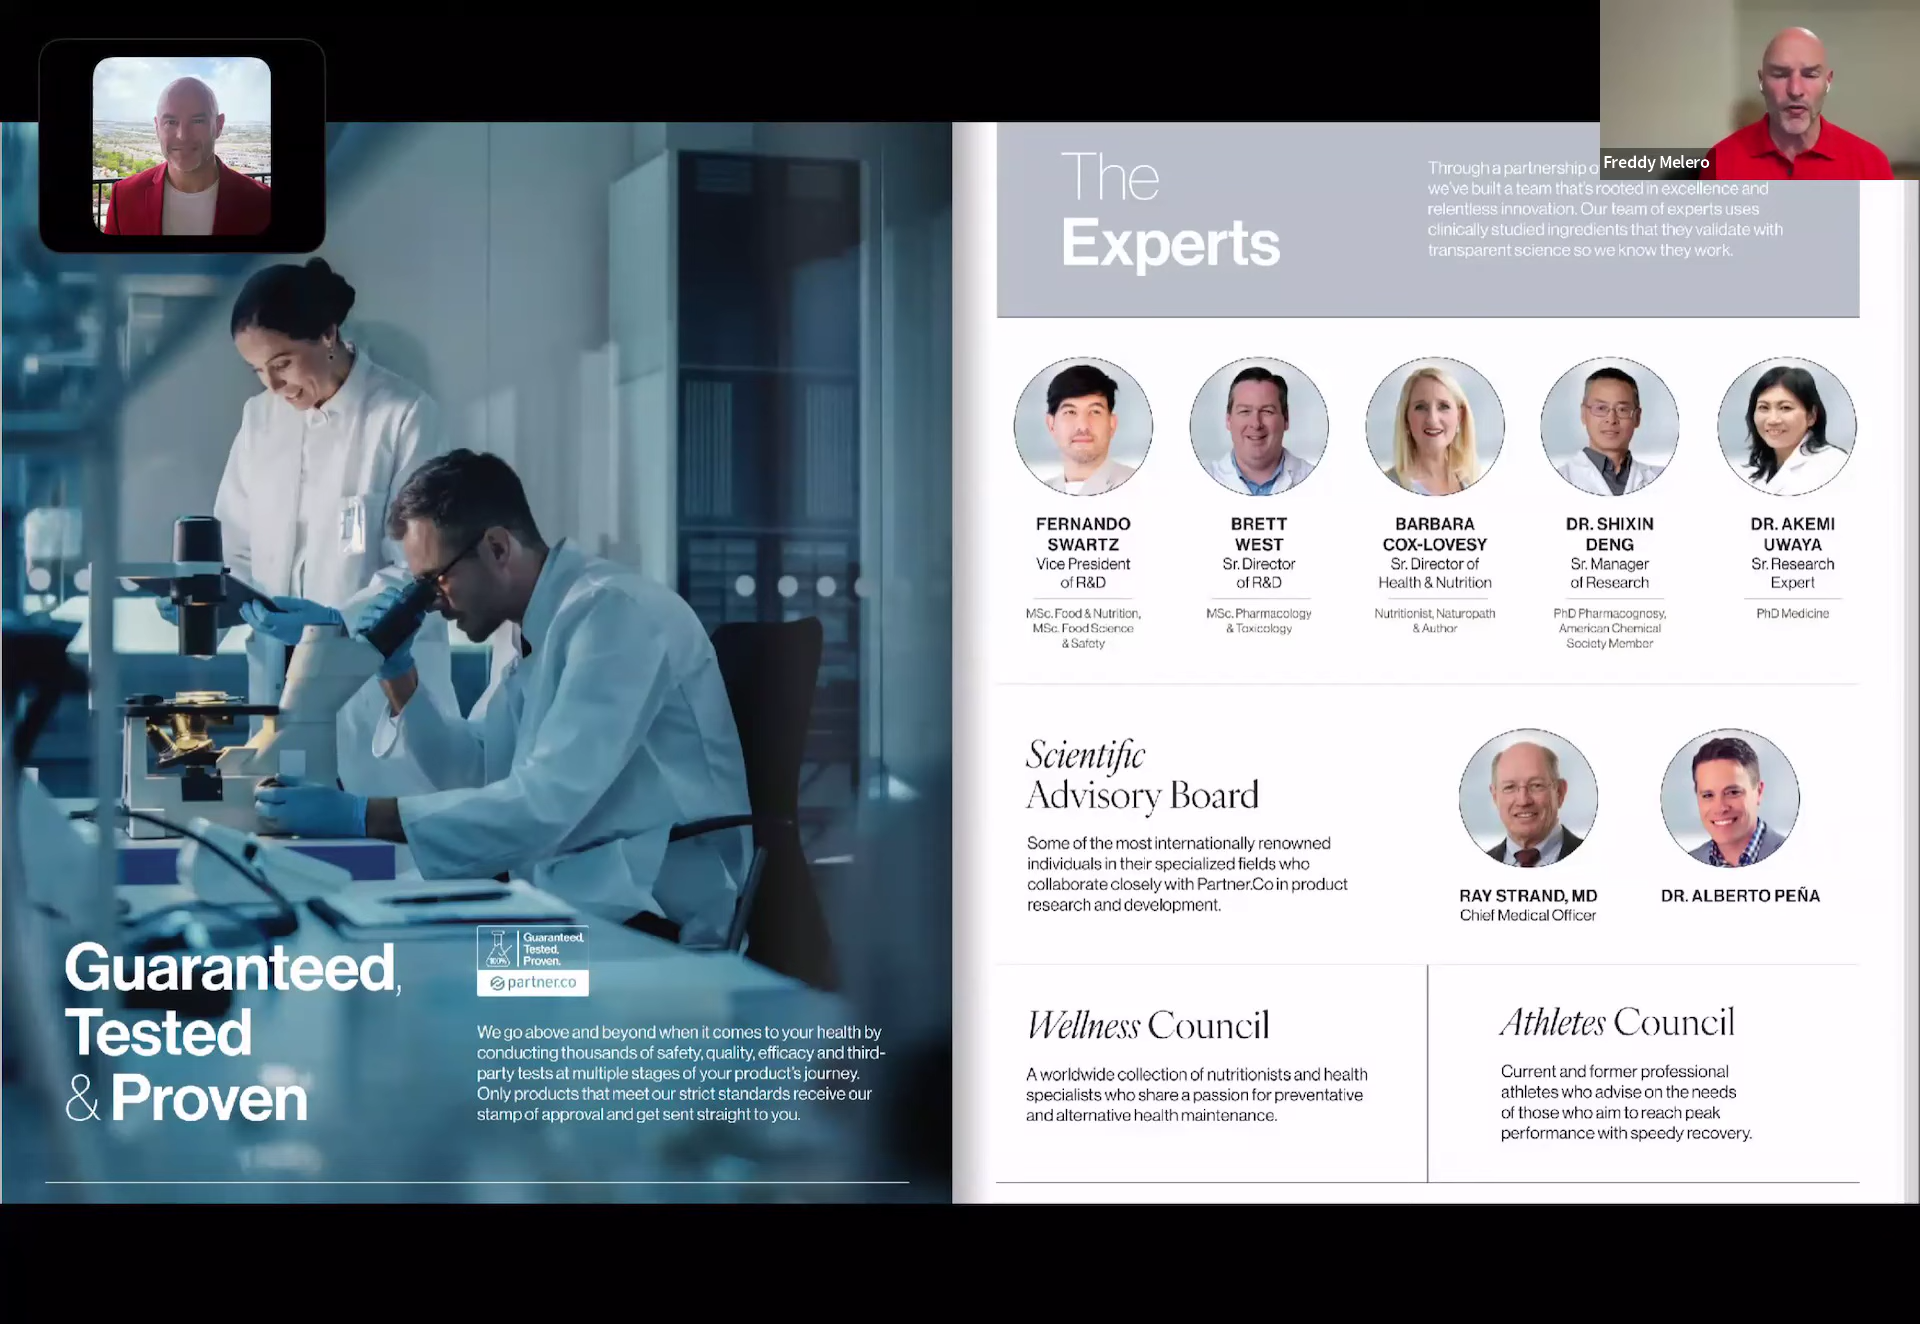 Freddy Melero
The
Experts
Through a partnership o
we've built a team that's rooted in excellence and
relentless innovation. Our team of experts uses
clinically studied ingredients that they validate with
transparent science so we know they work.
FERNANDO
SWARTZ
Vice President
of R&D
MSc. Food & Nutrition,
MSc. Food Science
& Safety
BRETT
WEST
Sr. Director
of R&D
MSc. Pharmacology
& Toxicology
BARBARA
COX-LOVESY
Sr. Director of
Health & Nutrition
Nutritionist, Naturopath
& Author
DR. SHIXIN
DENG
Sr. Manager
of Research
PhD Pharmacognosy,
American Chemical
Society Member
DR. AKEMI
UWAYA
Sr. Research
Expert
PhD Medicine
Scientific
Advisory Board
Some of the most internationally renowned
individuals in their specialized fields who
collaborate closely with Partner.Co in product
research and development.
RAY STRAND, MD
Chief Medical Officer
DR. ALBERTO PEÑA
Wellness Council
A worldwide collection of nutritionists and health
specialists who share a passion for preventative
and alternative health maintenance.
Athletes Council
Current and former professional
athletes who advise on the needs
of those who aim to reach peak
performance with speedy recovery.
Guaranteed,
Tested
& Proven
100%
Guaranteed,
Tested,
Proven.
partner.co
We go above and beyond when it comes to your health by
conducting thousands of safety, quality, efficacy and third-
party tests at multiple stages of your product's journey.
Only products that meet our strict standards receive our
stamp of approval and get sent straight to you.